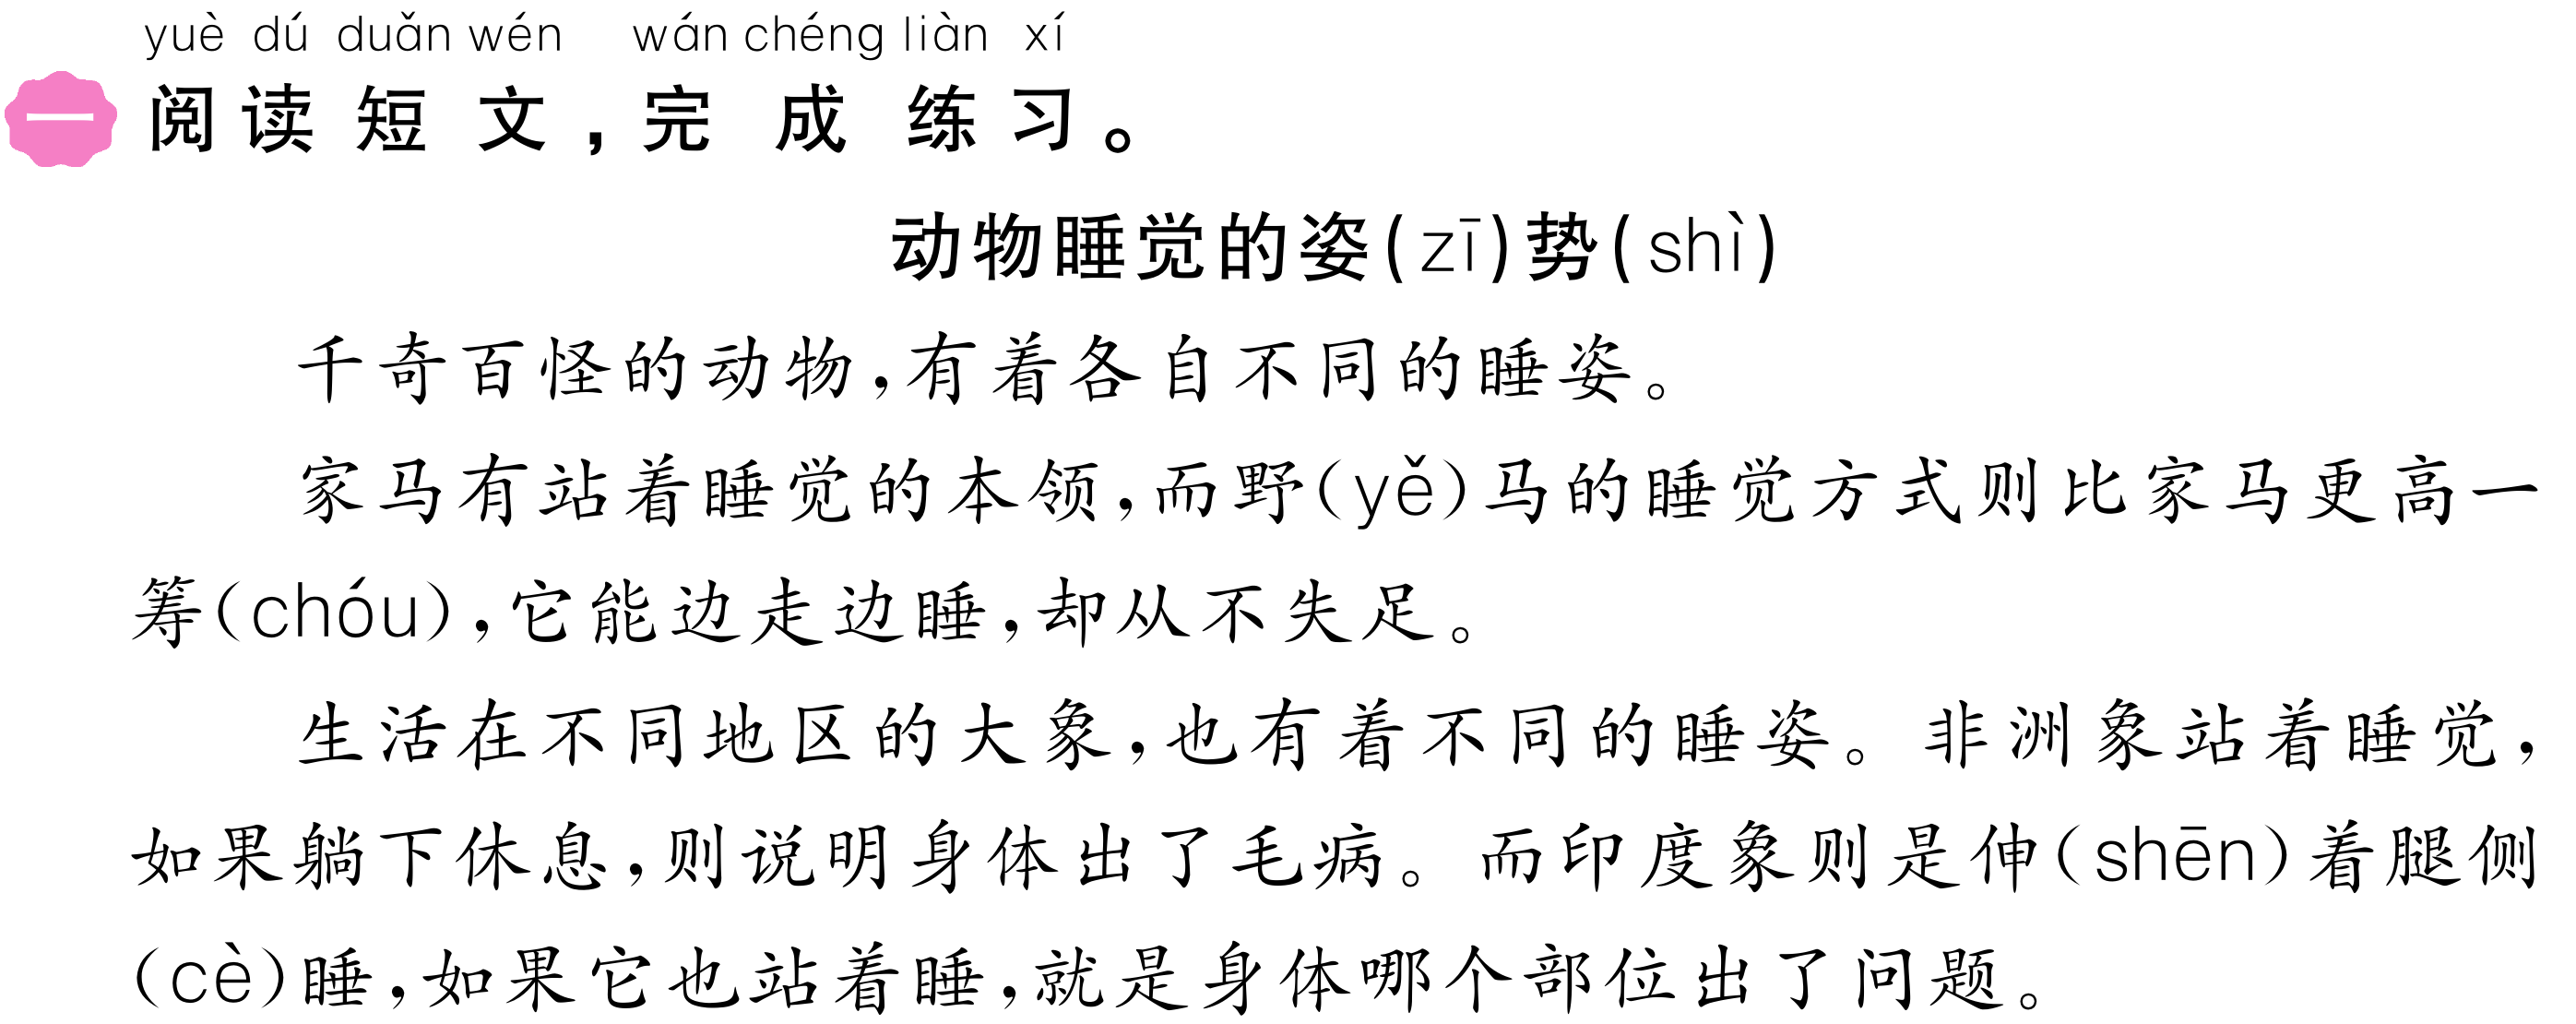 yuè dú duǎn wén wán chéng liàn xí
一 阅读短文,完成练习。
动物睡觉的姿(zī)势(shì)
千奇百怪的动物,有着各自不同的睡姿。
家马有站着睡觉的本领,而野(yě)马的睡觉方式则比家马更高一
筹(chóu),它能边走边睡,却从不失足。
生活在不同地区的大象,也有着不同的睡姿。非洲象站着睡觉,
如果躺下休息,则说明身体出了毛病。而印度象则是伸(shēn)着腿侧
(cè)睡,如果它也站着睡,就是身体哪个部位出了问题。